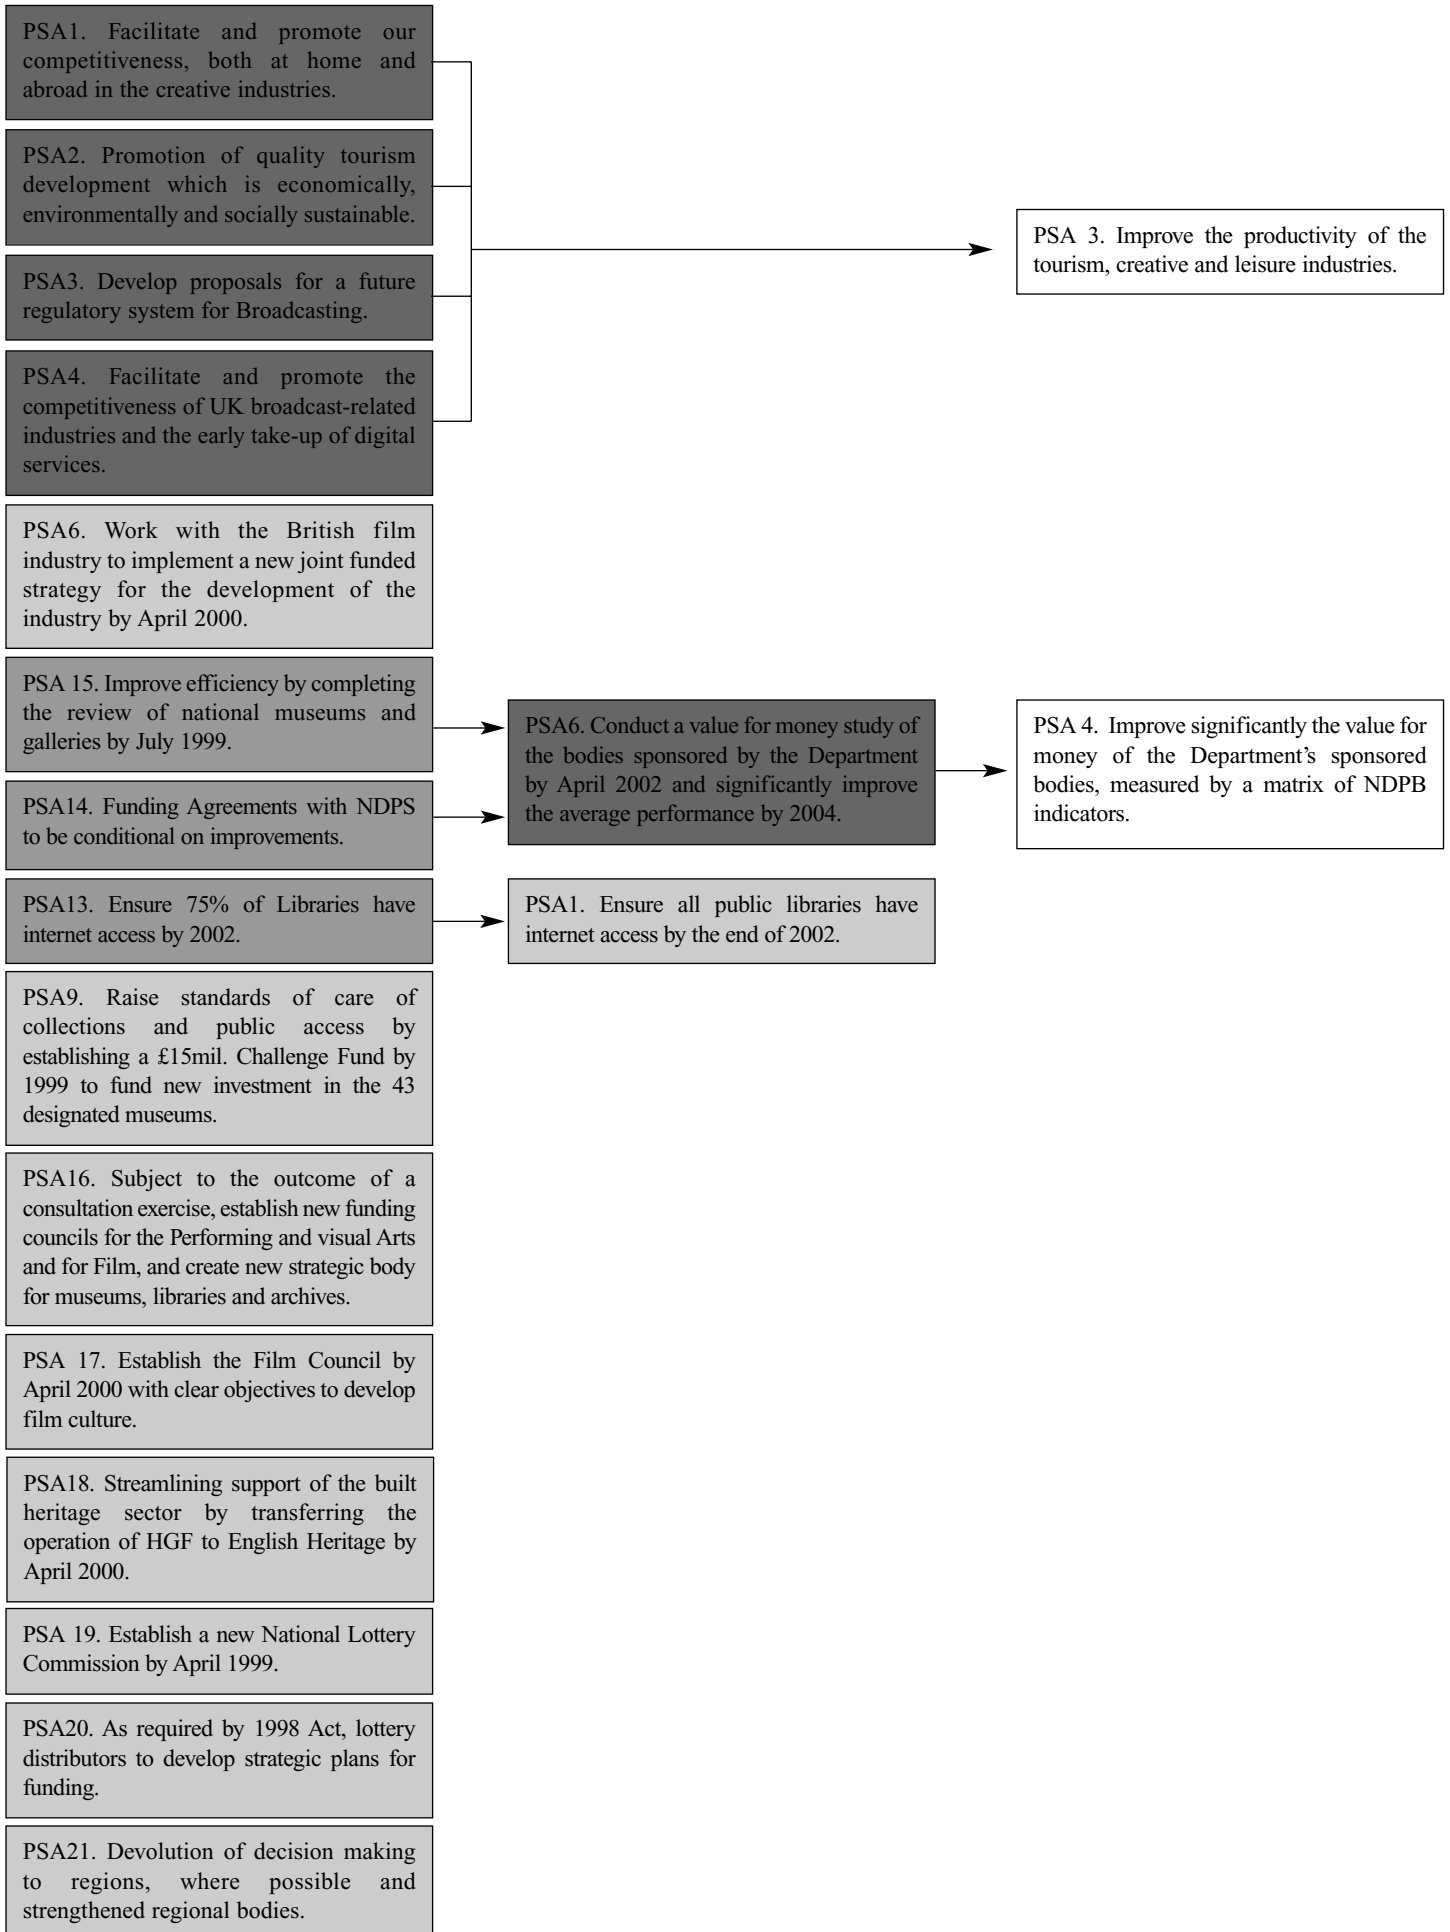 PSA1. Facilitate and promote our
competitiveness, both at home and
abroad in the creative industries.
PSA2. Promotion of quality tourism
development which is economically,
environmentally and socially sustainable.
PSA3. Develop proposals for a future
regulatory system for Broadcasting.
PSA4. Facilitate and promote the
competitiveness of UK broadcast-related
industries and the early take-up of digital
services.
PSA 3. Improve the productivity of the
tourism, creative and leisure industries.
PSA6. Work with the British film
industry to implement a new joint funded
strategy for the development of the
industry by April 2000.
PSA 15. Improve efficiency by completing
the review of national museums and
galleries by July 1999.
PSA14. Funding Agreements with NDPS
to be conditional on improvements.
PSA6. Conduct a value for money study of
the bodies sponsored by the Department
by April 2002 and significantly improve
the average performance by 2004.
PSA 4. Improve significantly the value for
money of the Department’s sponsored
bodies, measured by a matrix of NDPB
indicators.
PSA13. Ensure 75% of Libraries have
internet access by 2002.
PSA1. Ensure all public libraries have
internet access by the end of 2002.
PSA9. Raise standards of care of
collections and public access by
establishing a £15mil. Challenge Fund by
1999 to fund new investment in the 43
designated museums.
PSA16. Subject to the outcome of a
consultation exercise, establish new funding
councils for the Performing and visual Arts
and for Film, and create new strategic body
for museums, libraries and archives.
PSA 17. Establish the Film Council by
April 2000 with clear objectives to develop
film culture.
PSA18. Streamlining support of the built
heritage sector by transferring the
operation of HGF to English Heritage by
April 2000.
PSA 19. Establish a new National Lottery
Commission by April 1999.
PSA20. As required by 1998 Act, lottery
distributors to develop strategic plans for
funding.
PSA21. Devolution of decision making
to regions, where possible and
strengthened regional bodies.